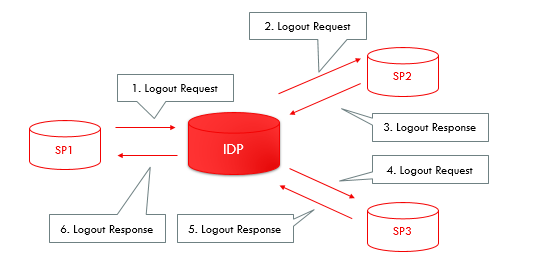 2. Logout Request
SP2
1. Logout Request
3. Logout Response
SP1
IDP
4. Logout Request
6. Logout Response
5. Logout Response
SP3